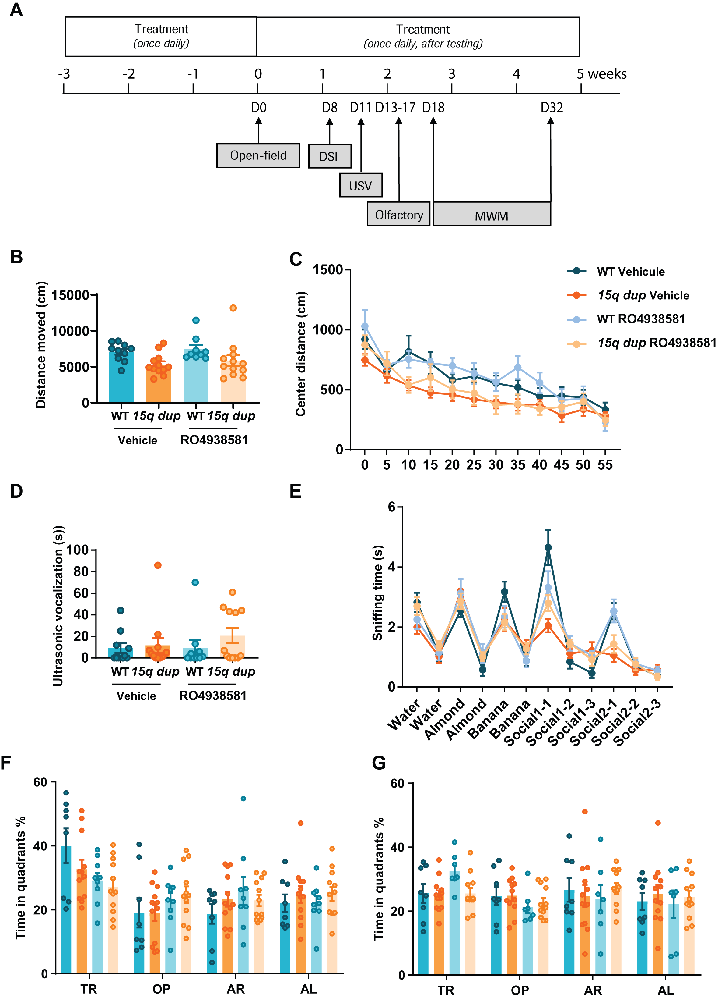 A
Treatment
(once daily)
Treatment
(once daily, after testing)
-3 -2 -1 0 1 2 3 4 5 weeks
D0 D8 D11 D13-17 D18 D32
Open-field
DSI
USV
Olfactory
MWM
B
Distance moved (cm)
15000
10000
5000
0
WT 15q dup WT 15q dup
Vehicle RO4938581
C
Center distance (cm)
1500
1000
500
0
0 5 10 15 20 25 30 35 40 45 50 55
WT Vehicule
15q dup Vehicle
WT RO4938581
15q dup RO4938581
D
Ultrasonic vocalization (s))
100
80
60
40
20
0
WT 15q dup WT 15q dup
Vehicle RO4938581
E
Sniffing time (s)
6
4
2
0
Water
Water
Almond
Almond
Banana
Banana
Social1-1
Social1-2
Social1-3
Social2-1
Social2-2
Social2-3
F
Time in quadrants %
60
40
20
0
TR OP AR AL
G
Time in quadrants %
60
40
20
0
TR OP AR AL